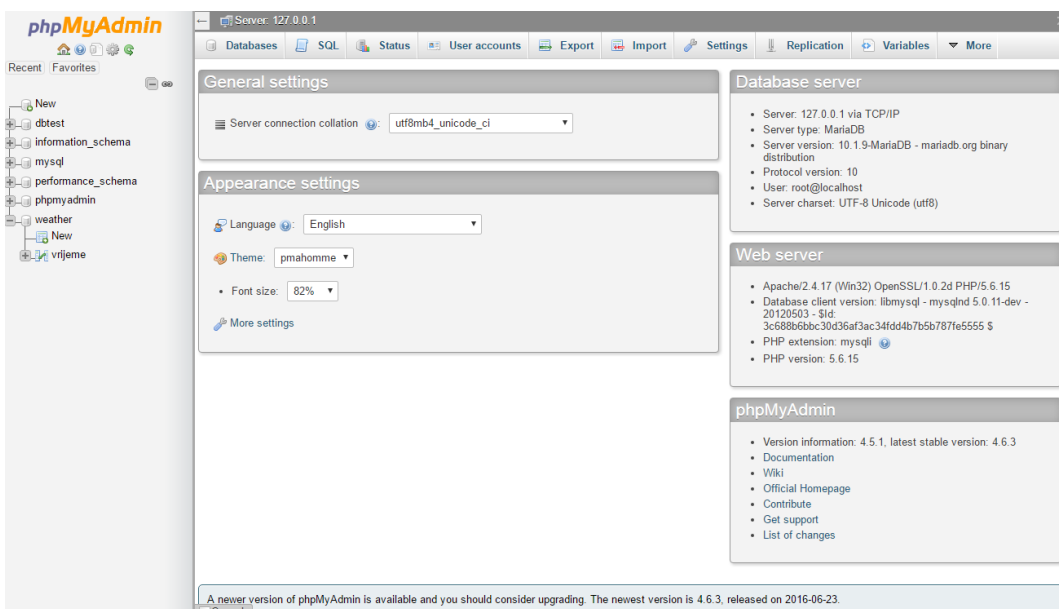 phpMyAdmin
Recent Favorites
New
dbtest
information_schema
mysql
performance_schema
phpmyadmin
weather
New
vrijeme
Server: 127.0.0.1
Databases SQL Status User accounts Export Import Settings Replication Variables More
General settings
Server connection collation : utf8mb4_unicode_ci
Appearance settings
Language : English
Theme: pmahomme
Font size: 82%
More settings
Database server
Server: 127.0.0.1 via TCP/IP
Server type: MariaDB
Server version: 10.1.9-MariaDB - mariadb.org binary
distribution
Protocol version: 10
User: root@localhost
Server charset: UTF-8 Unicode (utf8)
Web server
Apache/2.4.17 (Win32) OpenSSL/1.0.2d PHP/5.6.15
Database client version: libmysql - mysqlnd 5.0.11-dev -
20120503 - $Id:
3c688b6bbc30d36af3ac34fdd4b7b5b787fe5555 $
PHP extension: mysqli
PHP version: 5.6.15
phpMyAdmin
Version information: 4.5.1, latest stable version: 4.6.3
Documentation
Wiki
Official Homepage
Contribute
Get support
List of changes
A newer version of phpMyAdmin is available and you should consider upgrading. The newest version is 4.6.3, released on 2016-06-23.